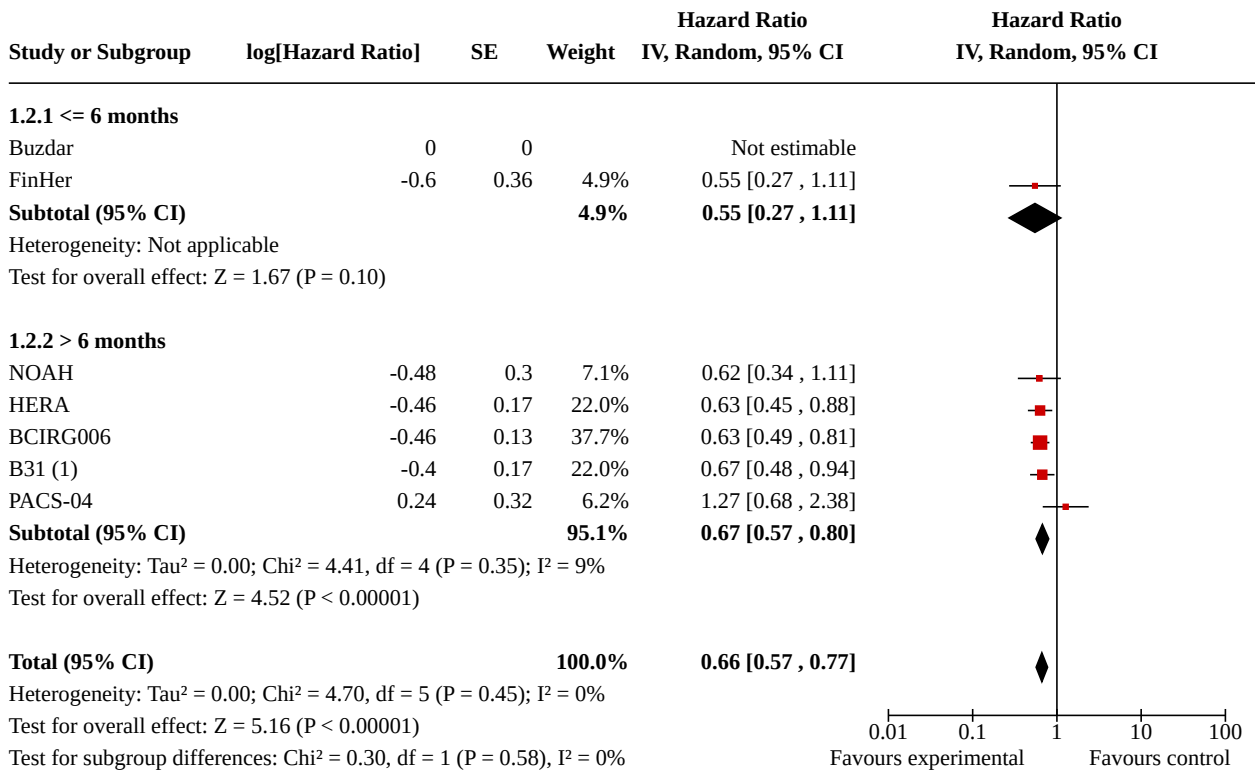 Hazard Ratio Hazard Ratio
Study or Subgroup log[Hazard Ratio] SE Weight IV, Random, 95% CI IV, Random, 95% CI
1.2.1 <= 6 months
Buzdar 0 0 Not estimable
FinHer -0.6 0.36 4.9% 0.55 [0.27 , 1.11]
Subtotal (95% CI) 4.9% 0.55 [0.27 , 1.11]
Heterogeneity: Not applicable
Test for overall effect: Z = 1.67 (P = 0.10)
1.2.2 > 6 months
NOAH -0.48 0.3 7.1% 0.62 [0.34 , 1.11]
HERA -0.46 0.17 22.0% 0.63 [0.45 , 0.88]
BCIRG006 -0.46 0.13 37.7% 0.63 [0.49 , 0.81]
B31 (1) -0.4 0.17 22.0% 0.67 [0.48 , 0.94]
PACS-04 0.24 0.32 6.2% 1.27 [0.68 , 2.38]
Subtotal (95% CI) 95.1% 0.67 [0.57 , 0.80]
Heterogeneity: Tau² = 0.00; Chi² = 4.41, df = 4 (P = 0.35); I² = 9%
Test for overall effect: Z = 4.52 (P < 0.00001)
Total (95% CI) 100.0% 0.66 [0.57 , 0.77]
Heterogeneity: Tau² = 0.00; Chi² = 4.70, df = 5 (P = 0.45); I² = 0%
Test for overall effect: Z = 5.16 (P < 0.00001) 0.01 0.1 1 10 100
Test for subgroup differences: Chi² = 0.30, df = 1 (P = 0.58), I² = 0% Favours experimental Favours control